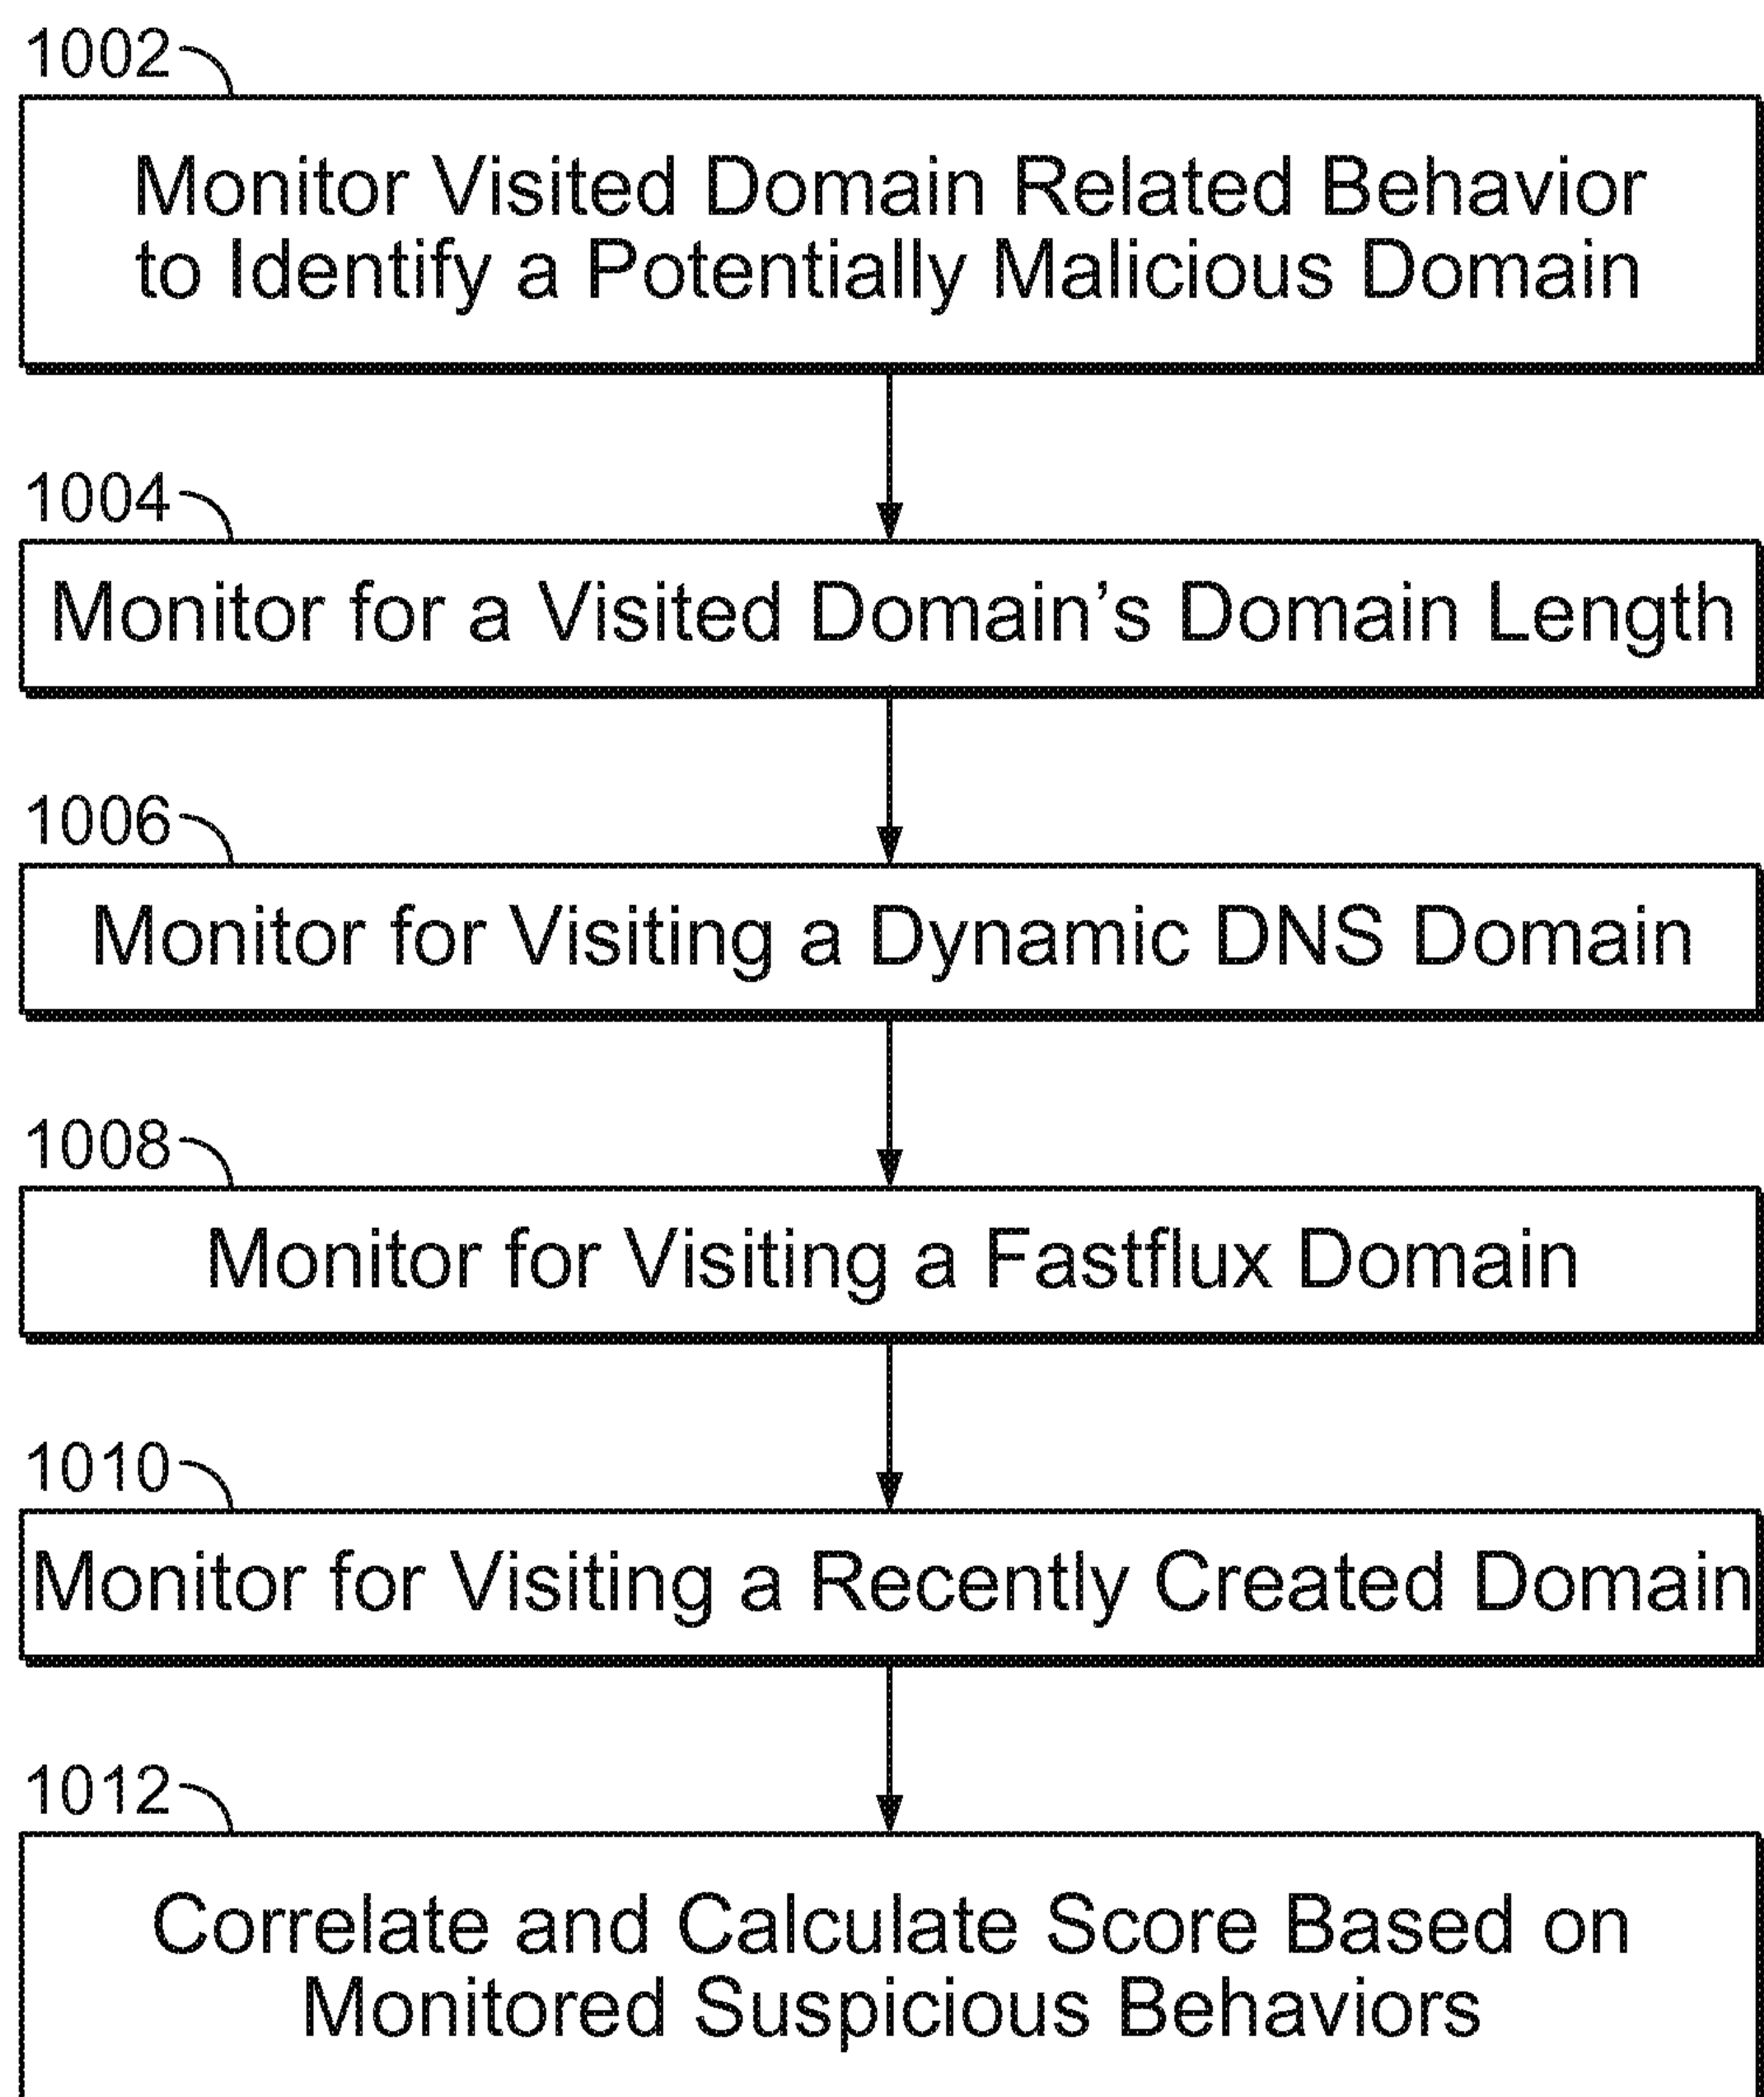 1002
Monitor Visited Domain Related Behavior
to Identify a Potentially Malicious Domain
1004
Monitor for a Visited Domain’s Domain Length
1006
Monitor for Visiting a Dynamic DNS Domain
1008
Monitor for Visiting a Fastflux Domain
1010
Monitor for Visiting a Recently Created Domain
1012
Correlate and Calculate Score Based on
Monitored Suspicious Behaviors